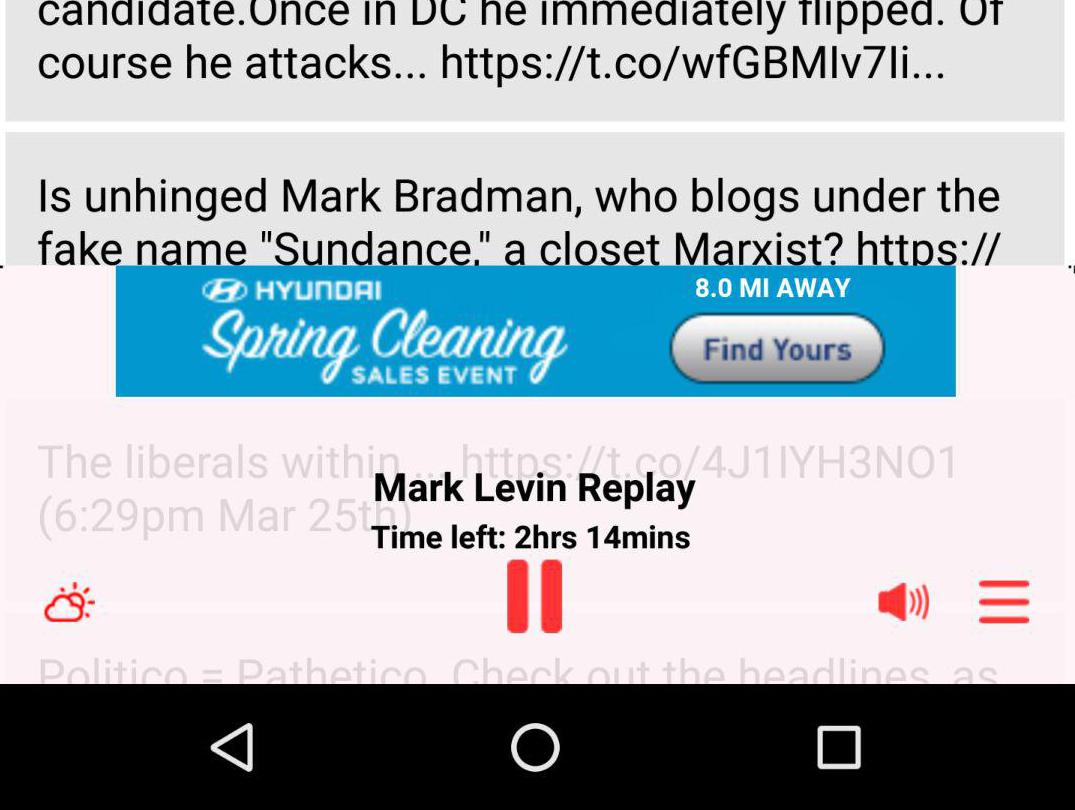 candidate.Once in DC he immediately flipped. Of
course he attacks... https://t.co/wfGBMIv7Ii...
Is unhinged Mark Bradman, who blogs under the
fake name "Sundance," a closet Marxist? https://
HYUNDAI
Spring Cleaning
SALES EVENT
8.0 MI AWAY
Find Yours
The liberals within ... https://t.co/4J1IYH3NO1
(6:29pm Mar 25th)
Mark Levin Replay
Time left: 2hrs 14mins
Politico = Pathetico. Check out the headlines, as